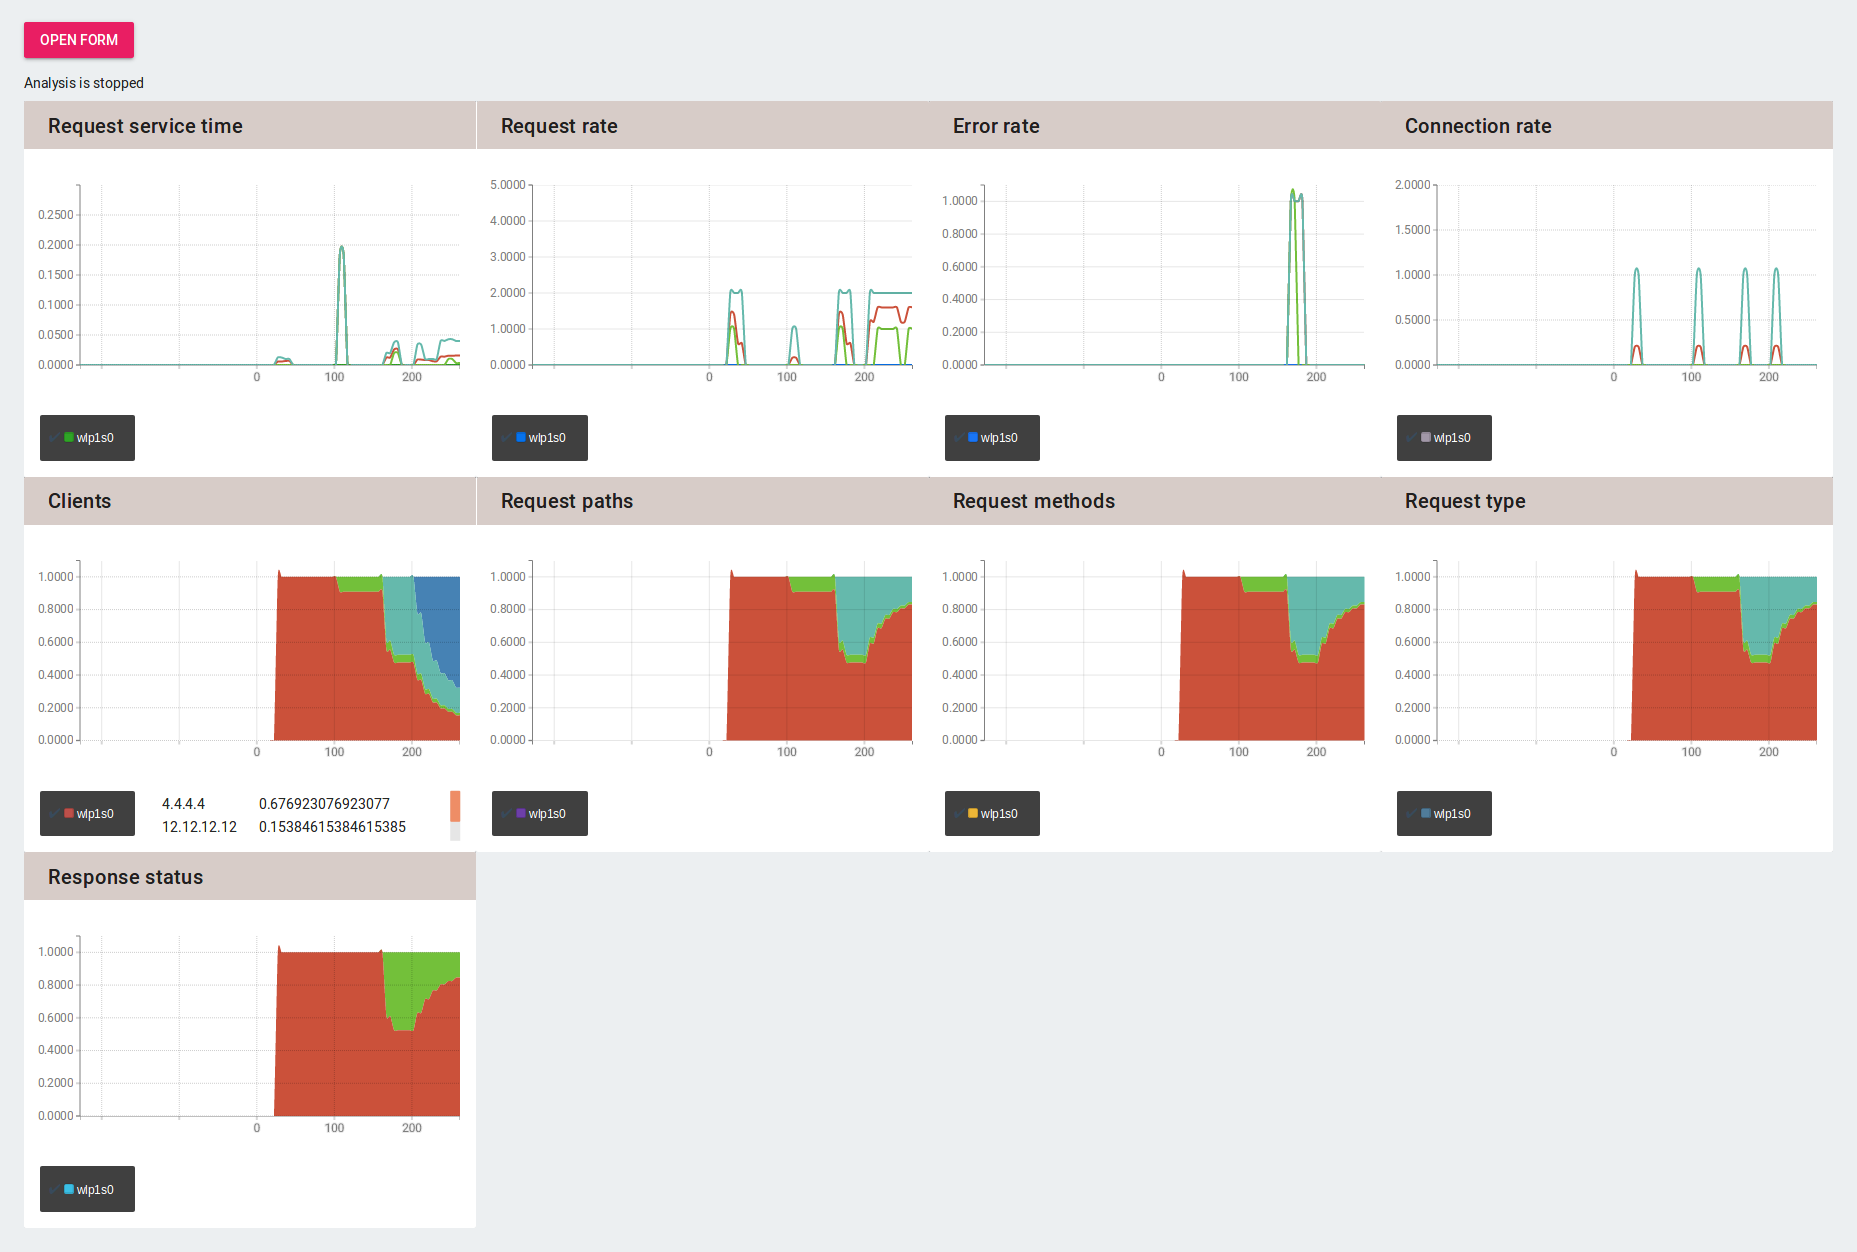 OPEN FORM
Analysis is stopped
Request service time
Request rate
Error rate
Connection rate
0.2500
0.2000
0.1500
0.1000
0.0500
0.0000
0 100 200
5.0000
4.0000
3.0000
2.0000
1.0000
0.0000
0 100 200
1.0000
0.8000
0.6000
0.4000
0.2000
0.0000
0 100 200
2.0000
1.5000
1.0000
0.5000
0.0000
0 100 200
wlp1s0
wlp1s0
wlp1s0
wlp1s0
Clients
Request paths
Request methods
Request type
1.0000
0.8000
0.6000
0.4000
0.2000
0.0000
0 100 200
1.0000
0.8000
0.6000
0.4000
0.2000
0.0000
0 100 200
1.0000
0.8000
0.6000
0.4000
0.2000
0.0000
0 100 200
1.0000
0.8000
0.6000
0.4000
0.2000
0.0000
0 100 200
wlp1s0
4.4.4.4 0.676923076923077
12.12.12.12 0.15384615384615385
wlp1s0
wlp1s0
wlp1s0
Response status
1.0000
0.8000
0.6000
0.4000
0.2000
0.0000
0 100 200
wlp1s0